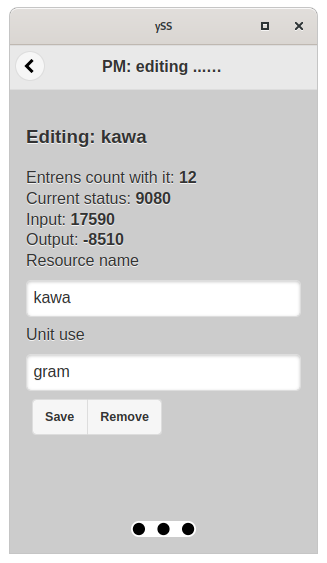 ySS
PM: editing ...…
Editing: kawa
Entrens count with it: 12
Current status: 9080
Input: 17590
Output: -8510
Resource name
kawa
Unit use
gram
Save Remove